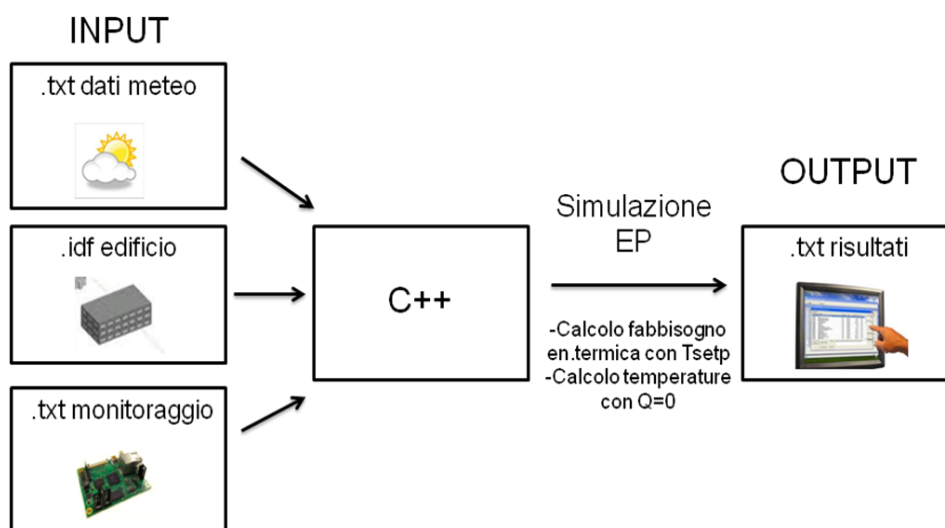 INPUT
.txt dati meteo
.idf edificio
.txt monitoraggio
C++
Simulazione
EP
-Calcolo fabbisogno
en.termica con Tsetp
-Calcolo temperature
con Q=0
OUTPUT
.txt risultati